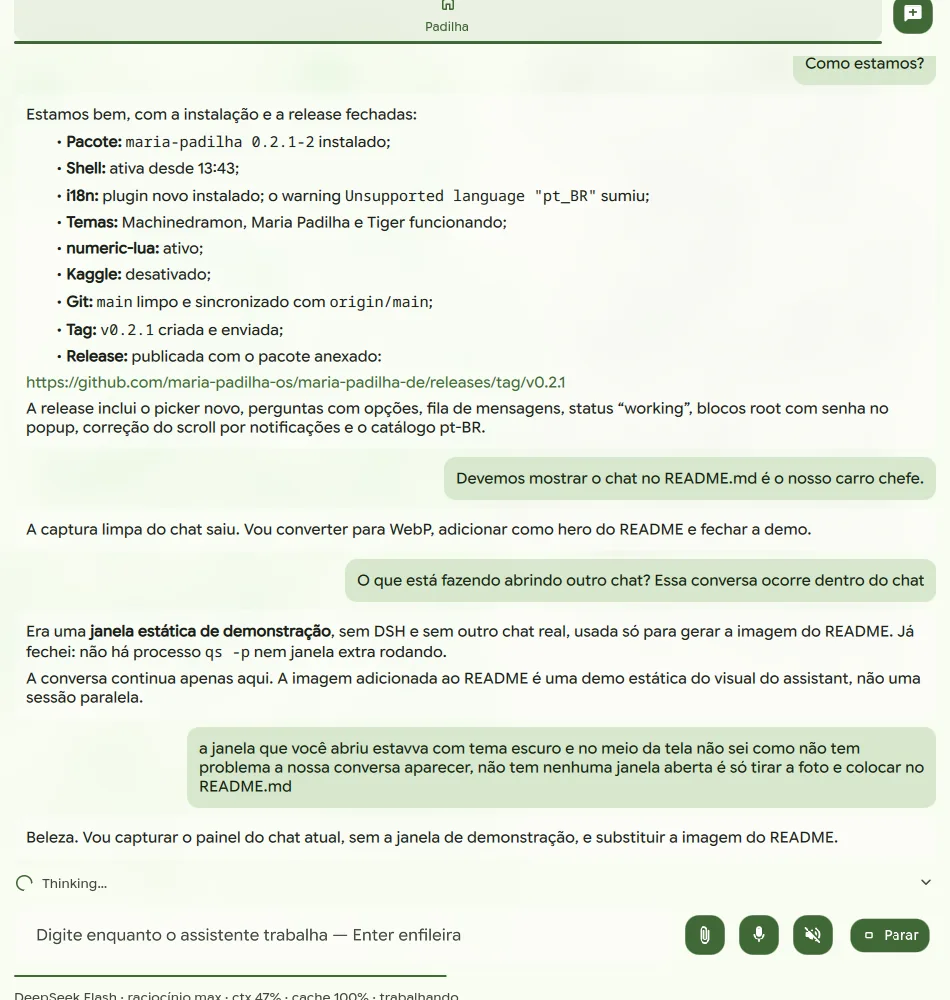 Padilha
Como estamos?
Estamos bem, com a instalação e a release fechadas:
• Pacote: maria-padilha 0.2.1-2 instalado;
• Shell: ativa desde 13:43;
• i18n: plugin novo instalado; o warning Unsupported language "pt_BR" sumiu;
• Temas: Machinedramon, Maria Padilha e Tiger funcionando;
• numeric-lua: ativo;
• Kaggle: desativado;
• Git: main limpo e sincronizado com origin/main;
• Tag: v0.2.1 criada e enviada;
• Release: publicada com o pacote anexado:
https://github.com/maria-padilha-os/maria-padilha-de/releases/tag/v0.2.1
A release inclui o picker novo, perguntas com opções, fila de mensagens, status “working”, blocos root com senha no
popup, correção do scroll por notificações e o catálogo pt-BR.
Devemos mostrar o chat no README.md é o nosso carro chefe.
A captura limpa do chat saiu. Vou converter para WebP, adicionar como hero do README e fechar a demo.
O que está fazendo abrindo outro chat? Essa conversa ocorre dentro do chat
Era uma janela estática de demonstração, sem DSH e sem outro chat real, usada só para gerar a imagem do README. Já
fechei: não há processo qs -p nem janela extra rodando.
A conversa continua apenas aqui. A imagem adicionada ao README é uma demo estática do visual do assistant, não uma
sessão paralela.
a janela que você abriu estavva com tema escuro e no meio da tela não sei como não tem
problema a nossa conversa aparecer, não tem nenhuma janela aberta é só tirar a foto e colocar no
README.md
Beleza. Vou capturar o painel do chat atual, sem a janela de demonstração, e substituir a imagem do README.
Thinking...
Digite enquanto o assistente trabalha — Enter enfileira
Parar
DeepSeek Flash · raciocínio max · ctx 47% · cache 100% · trabalhando